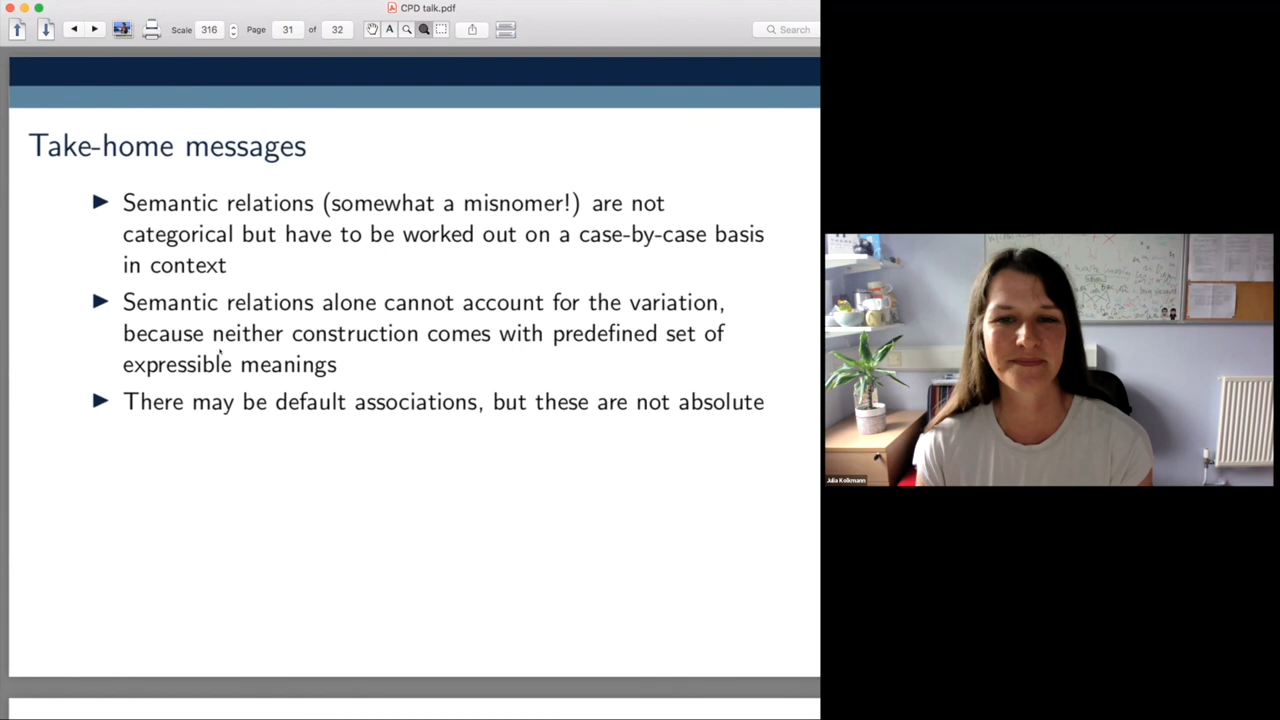 CPD talk.pdf
Scale 316 Page 31 of 32 A Search
Take-home messages
Semantic relations (somewhat a misnomer!) are not
categorical but have to be worked out on a case-by-case basis
in context
Semantic relations alone cannot account for the variation,
because neither construction comes with predefined set of
expressible meanings
There may be default associations, but these are not absolute
Julia Kolkmann